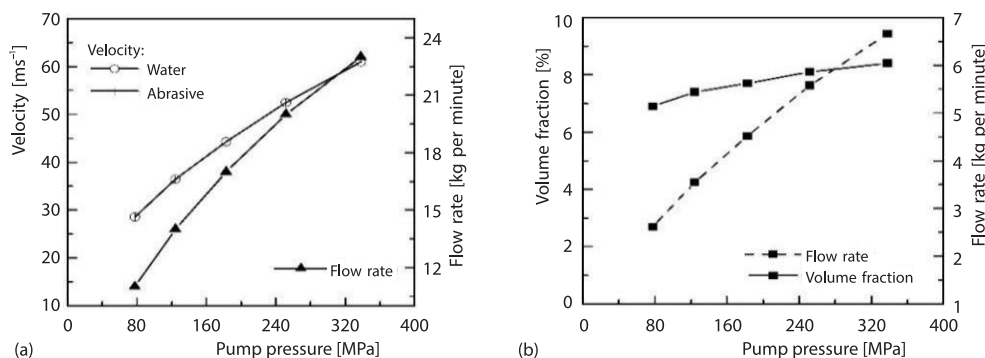 70
60
50
40
30
20
10
Velocity [ms⁻¹]
Velocity:
Water
Abrasive
Flow rate
23
21
18
15
12
Flow rate [kg per minute]
0 80 160 240 320 400
(a) Pump pressure [MPa]
10
8
6
4
2
0
Volume fraction [%]
Flow rate
Volume fraction
7
6
5
4
3
2
1
Flow rate [kg per minute]
0 80 160 240 320 400
(b) Pump pressure [MPa]